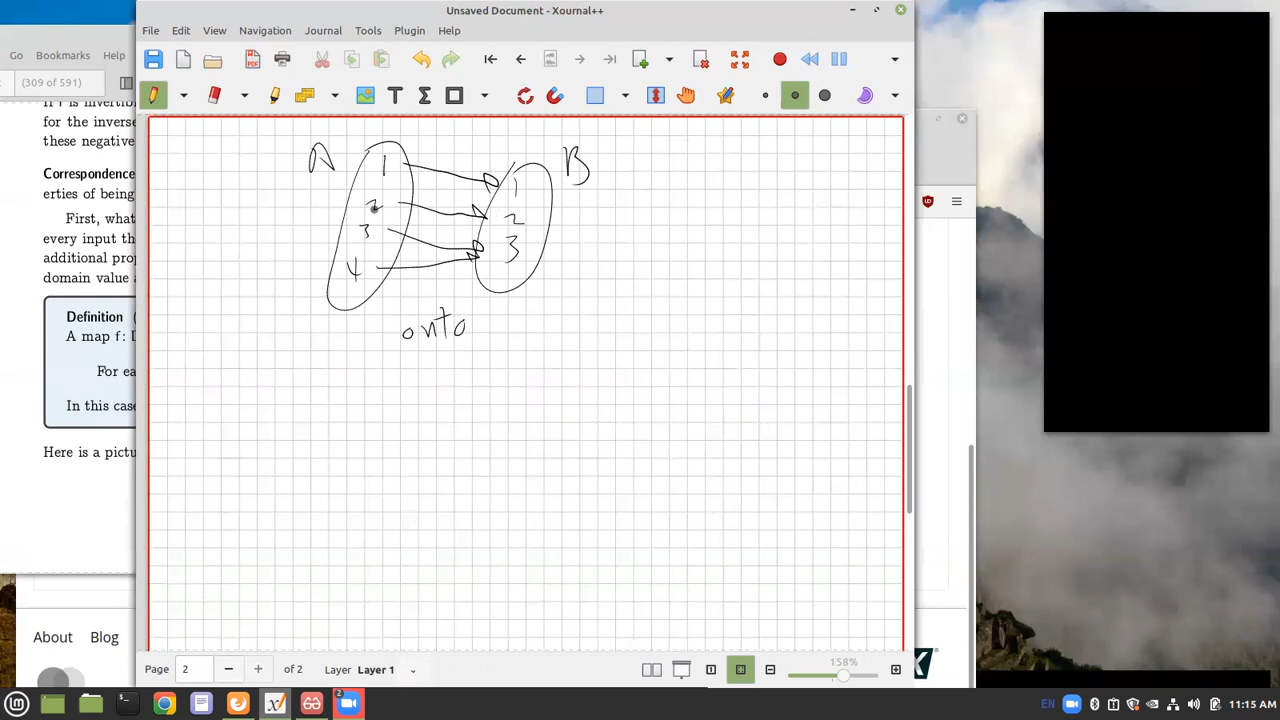 Unsaved Document - Xournal++
File Edit View Navigation Journal Tools Plugin Help
Go Bookmarks Help
(309 of 591)
for the inverse
these negative
Correspondence
erties of being
First, what
every input th
additional prop
domain value a
Definition
A map f:
For ea
In this case
Here is a pictu
A 1 1 B
2 2
3 3
4
onto
About Blog
Page 2 of 2 Layer Layer 1 158%
EN 11:15 AM